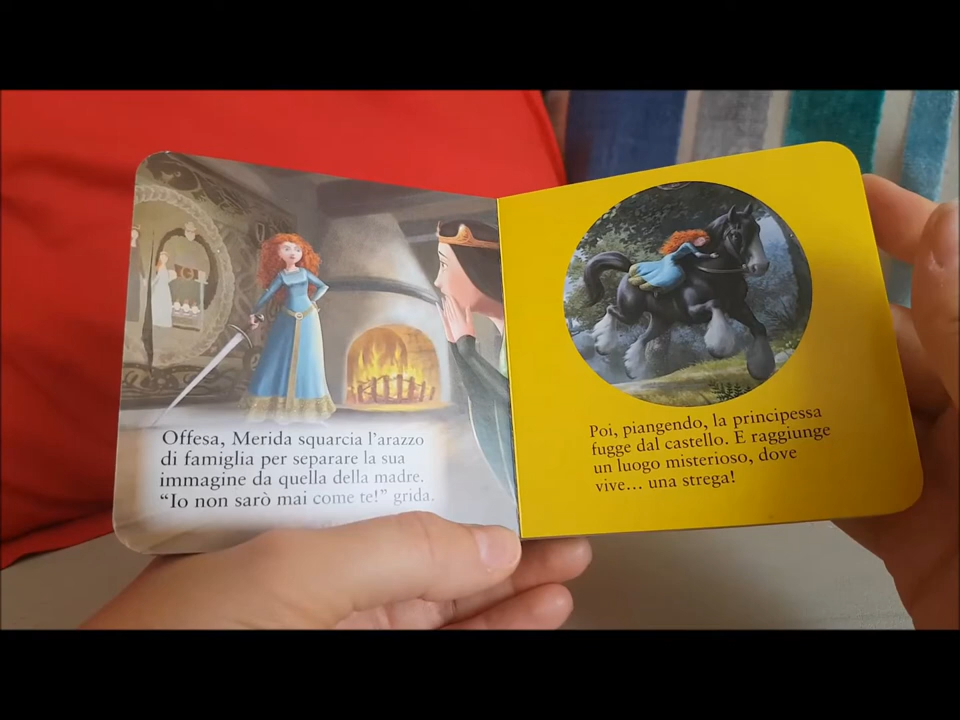 Offesa, Merida squarcia l'arazzo
di famiglia per separare la sua
immagine da quella della madre.
“Io non sarò mai come te!” grida.
Poi, piangendo, la principessa
fugge dal castello. E raggiunge
un luogo misterioso, dove
vive... una strega!